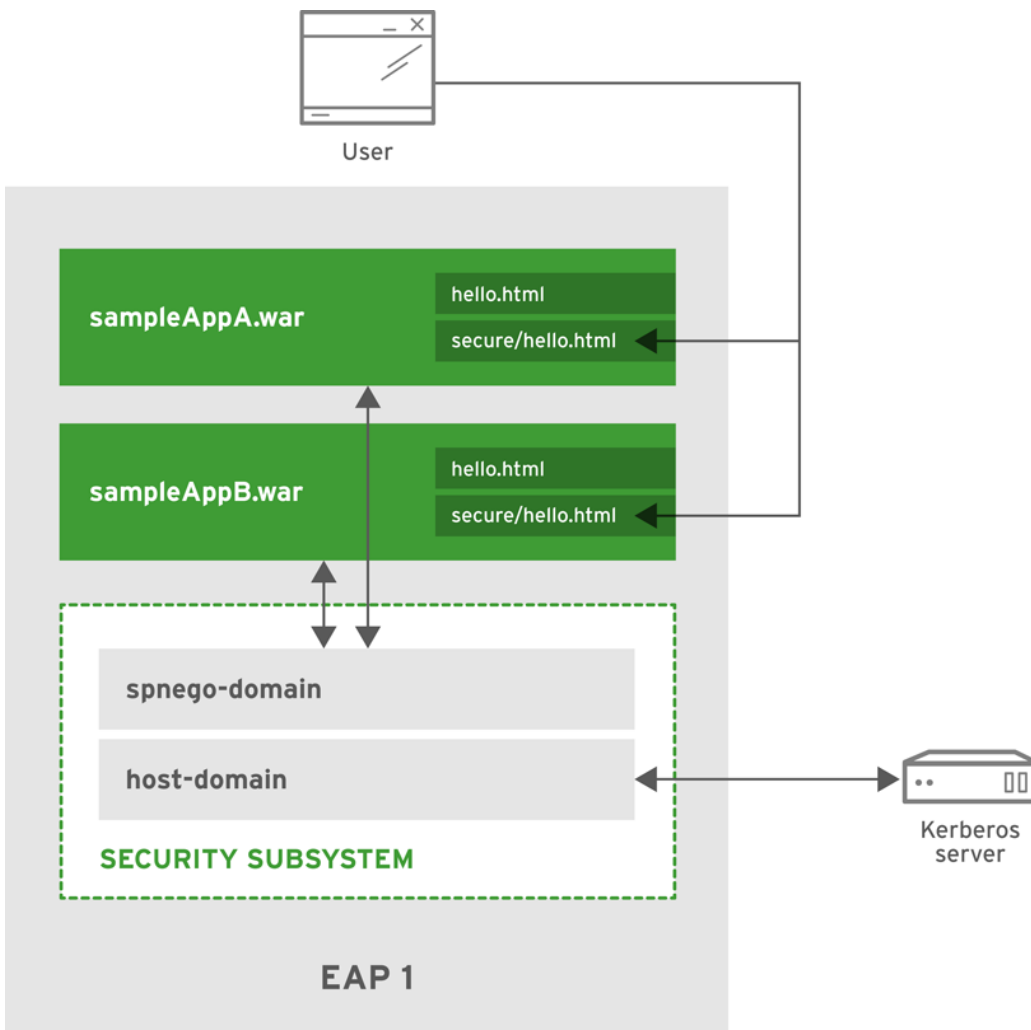 User
sampleAppA.war
hello.html
secure/hello.html
sampleAppB.war
hello.html
secure/hello.html
spnego-domain
host-domain
SECURITY SUBSYSTEM
Kerberos
server
EAP 1